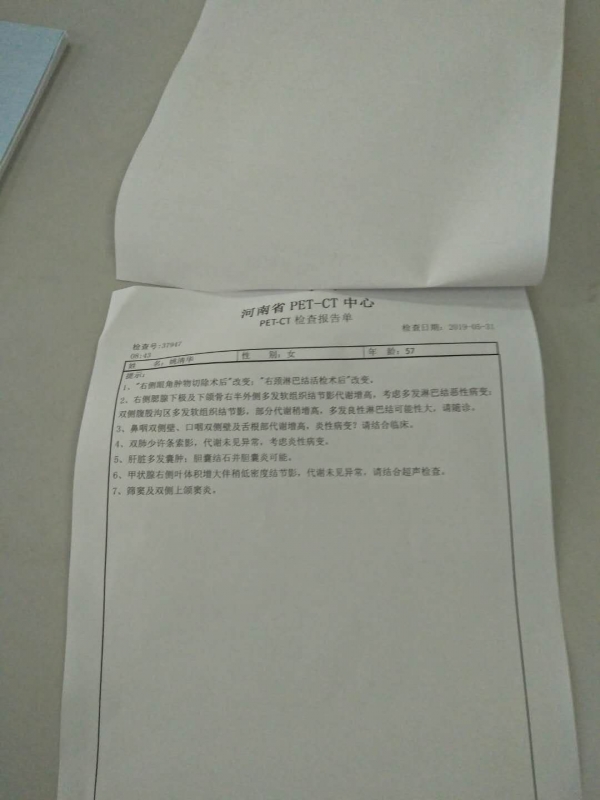 河南省 PET-CT 中心
PET-CT 检查报告单
检查号:37947
检查日期:2019-05-31
08:43
姓 名: 性 别:女 年 龄:57
提示:
1、"右侧眼角肿物切除术后"改变;"右颈淋巴结活检术后"改变。
2、右侧腮腺下极及下颌骨右半外侧多发软组织结节影代谢增高,考虑多发淋巴结恶性病变;
双侧腹股沟区多发软组织结节影,部分代谢稍增高,多发良性淋巴结可能性大,请随诊。
3、鼻咽双侧壁、口咽双侧壁及舌根部代谢增高,炎性病变?请结合临床。
4、双肺少许条索影,代谢未见异常,考虑炎性病变。
5、肝脏多发囊肿;胆囊结石并胆囊炎可能。
6、甲状腺右侧叶体积增大伴稍低密度结节影,代谢未见异常,请结合超声检查。
7、筛窦及双侧上颌窦炎。